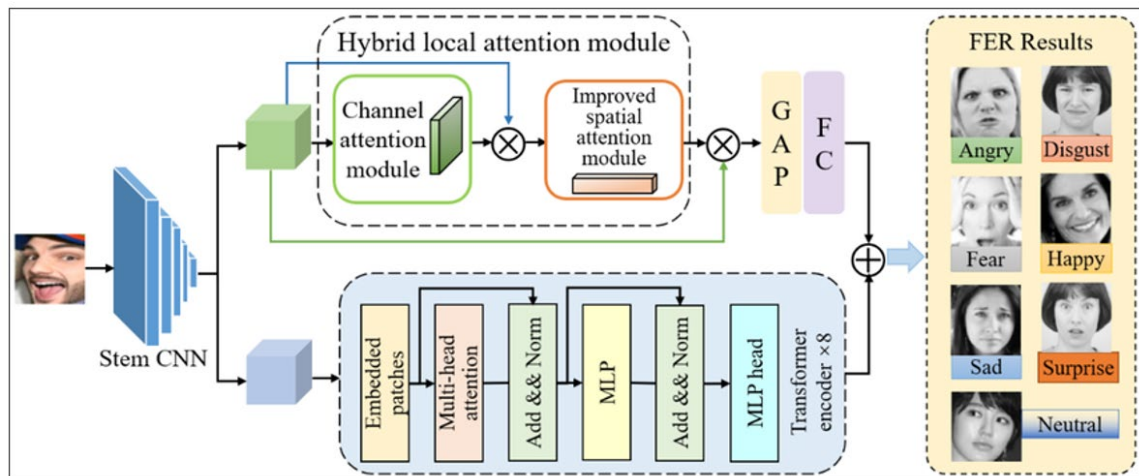 Hybrid local attention module
Channel
attention
module
Improved
spatial
attention
module
G
A
P
F
C
Stem CNN
Embedded
patches
Multi-head
attention
Add && Norm
MLP
Add && Norm
MLP head
Transformer
encoder ×8
FER Results
Angry
Disgust
Fear
Happy
Sad
Surprise
Neutral